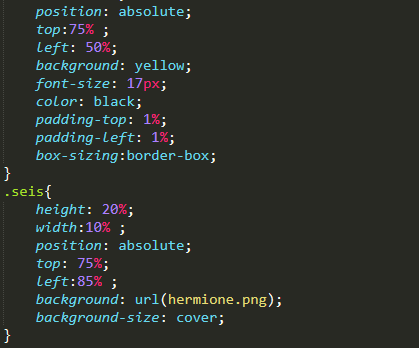 position: absolute;
top:75% ;
left: 50%;
background: yellow;
font-size: 17px;
color: black;
padding-top: 1%;
padding-left: 1%;
box-sizing:border-box;
}
.seis{
height: 20%;
width:10% ;
position: absolute;
top: 75%;
left:85% ;
background: url(hermione.png);
background-size: cover;
}